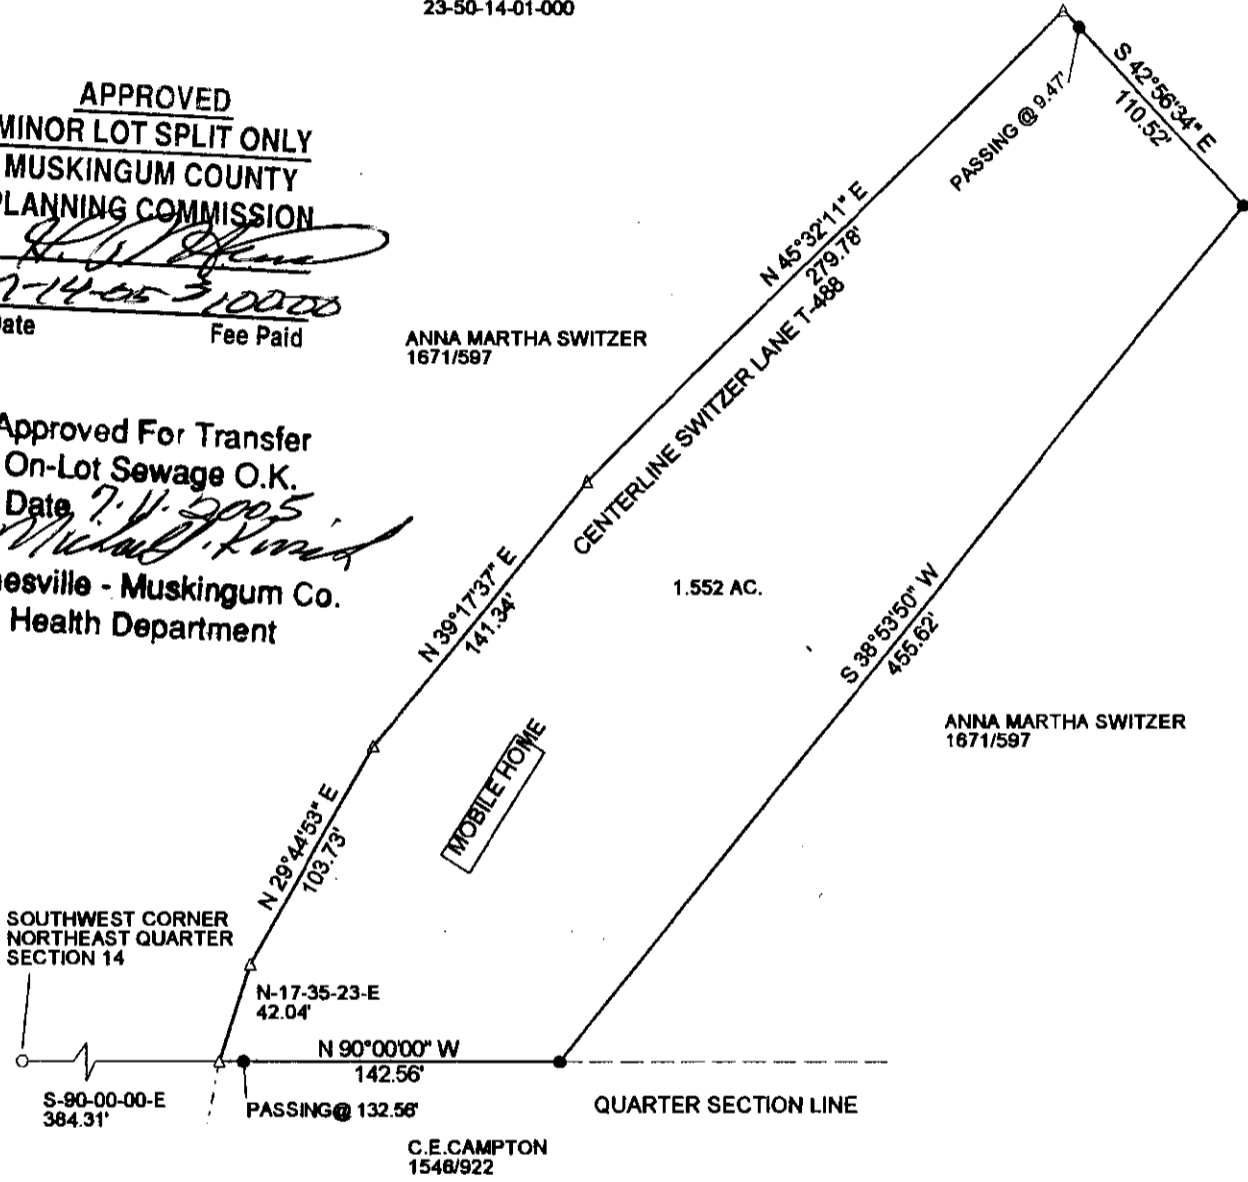 23-50-14-01-000
APPROVED
MINOR LOT SPLIT ONLY
MUSKINGUM COUNTY
PLANNING COMMISSION
100.00
Date Fee Paid
Approved For Transfer
On-Lot Sewage O.K.
Date 7.11.2005
nesville - Muskingum Co.
Health Department
ANNA MARTHA SWITZER
1671/597
PASSING @ 9.47'
S 42°56'34" E
110.52'
N 45°32'11" E
279.78'
CENTERLINE SWITZER LANE T-488
N 39°17'37" E
141.34'
1.552 AC.
S 38°53'50" W
455.62'
ANNA MARTHA SWITZER
1671/597
MOBILE HOME
N 29°44'53" E
103.73'
SOUTHWEST CORNER
NORTHEAST QUARTER
SECTION 14
N-17-35-23-E
42.04'
N 90°00'00" W
142.56'
S-90-00-00-E
384.31'
PASSING@ 132.56'
QUARTER SECTION LINE
C.E.CAMPTON
1546/922